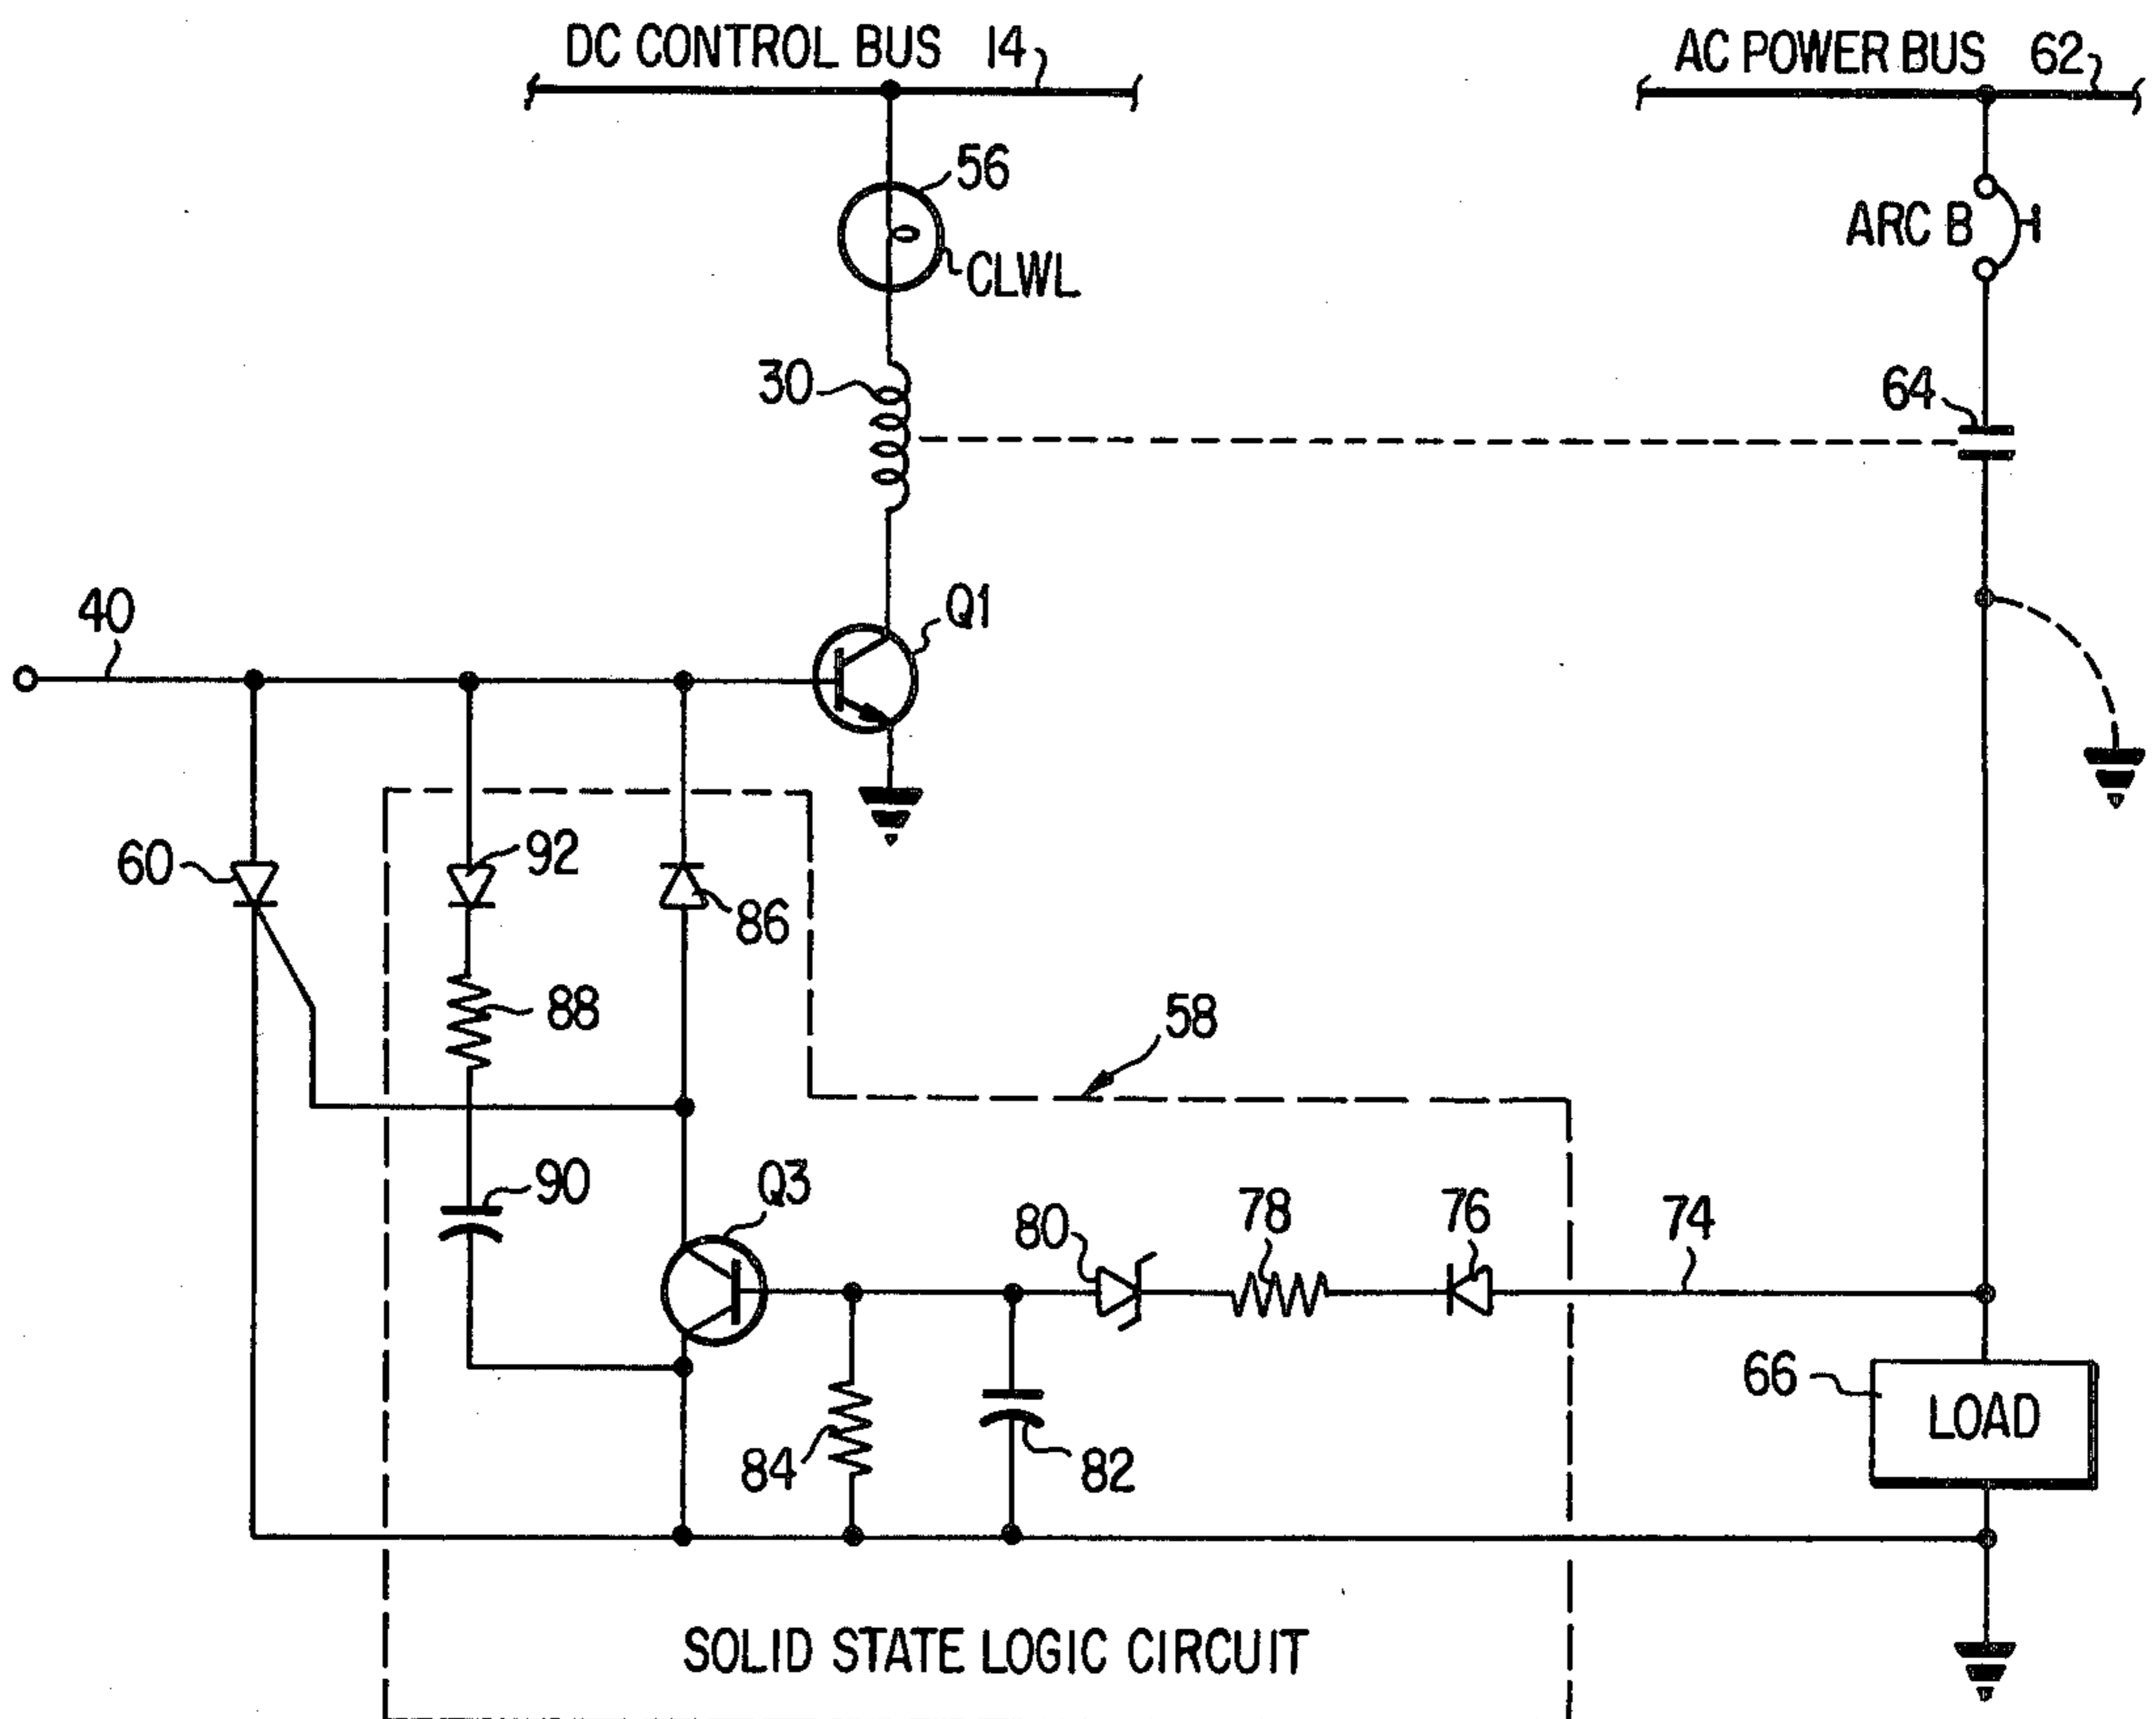 DC CONTROL BUS 14
AC POWER BUS 62
56
ARC B
CLWL
30
64
40
Q1
60
92
86
88
58
90
Q3
80
78
76
74
66
LOAD
84
82
SOLID STATE LOGIC CIRCUIT